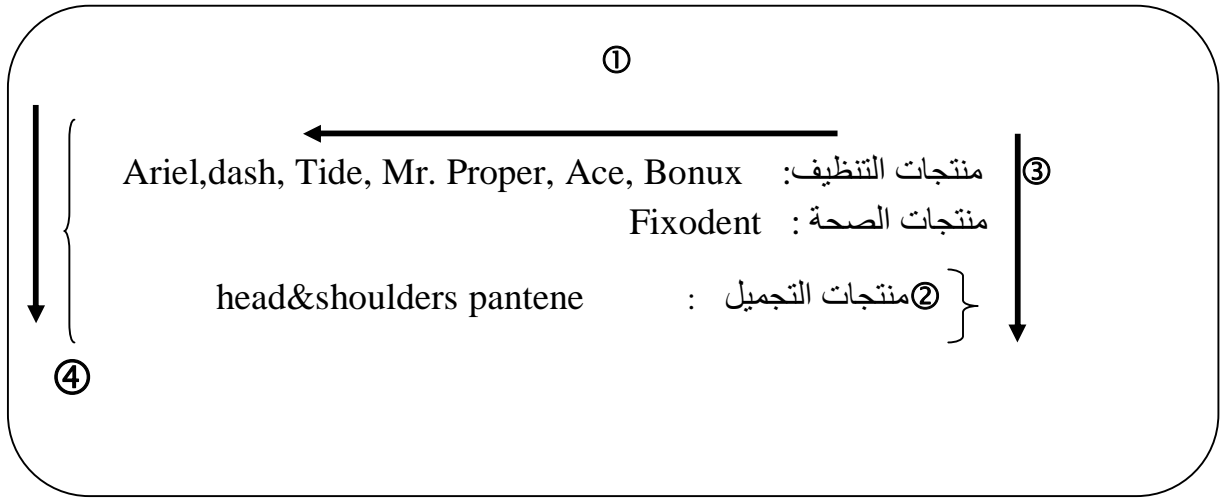 ①
منتجات التنظيف: Ariel,dash, Tide, Mr. Proper, Ace, Bonux
③
منتجات الصحة : Fixodent
②منتجات التجميل : head&shoulders pantene
④